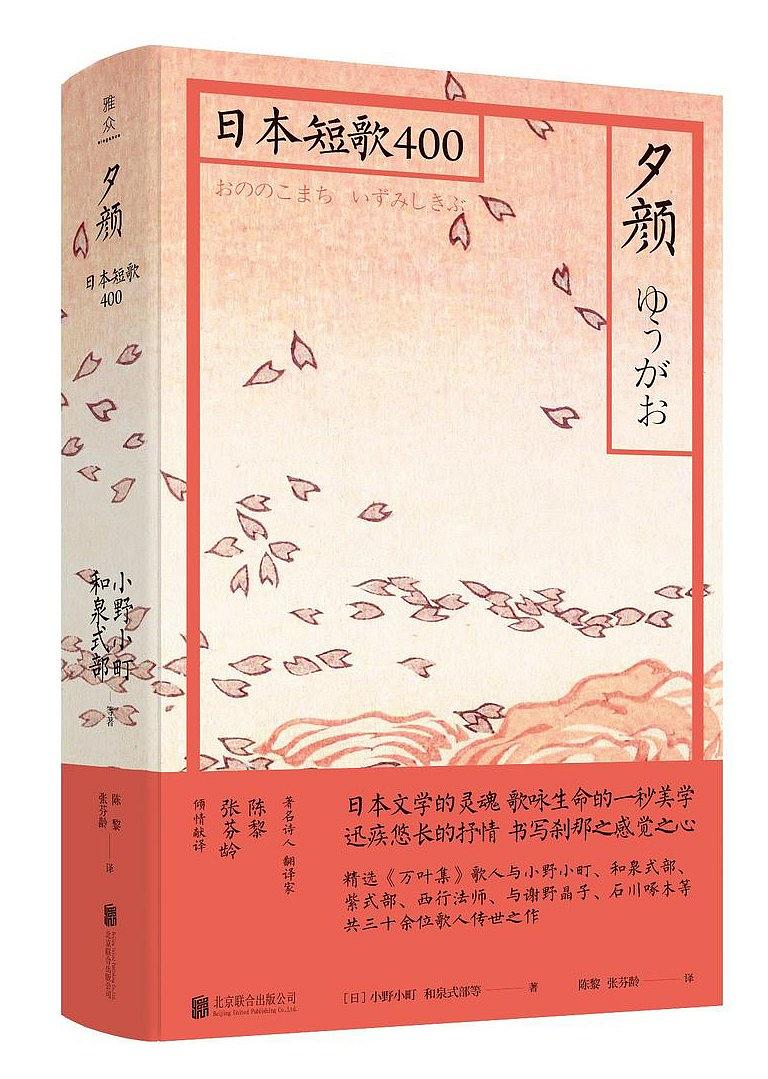 雅众
elegance
夕颜
日本短歌
400
小野小町
和泉式部
等著
陈黎
张芬龄
译
北京联合出版公司
Beijing United Publishing Co.,Ltd.
日本短歌400
おののこまち いずみしきぶ
夕颜
ゆうがお
著名诗人 翻译家
陈黎
张芬龄
倾情献译
日本文学的灵魂 歌咏生命的一秒美学
迅疾悠长的抒情 书写刹那之感觉之心
精选《万叶集》歌人与小野小町、和泉式部、
紫式部、西行法师、与谢野晶子、石川啄木等
共三十余位歌人传世之作
北京联合出版公司
Beijing United Publishing Co.,Ltd.
[日]小野小町 和泉式部等——著
陈黎 张芬龄——译